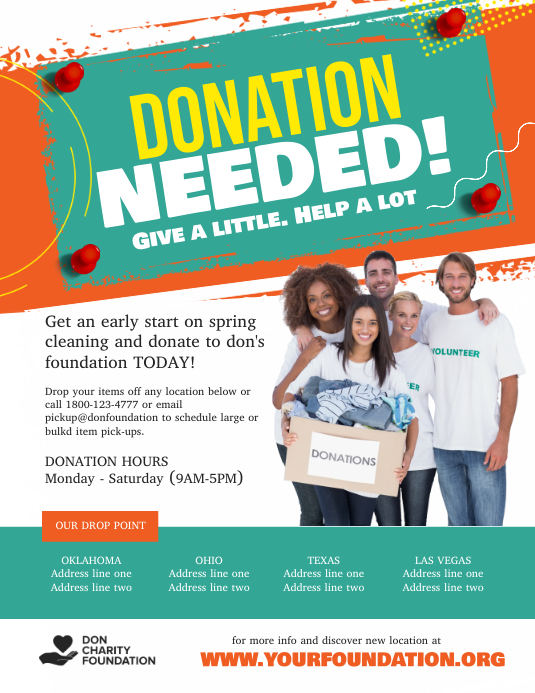 DONATION
NEEDED!
GIVE A LITTLE. HELP A LOT
Get an early start on spring
cleaning and donate to don's
foundation TODAY!
Drop your items off any location below or
call 1800-123-4777 or email
pickup@donfoundation to schedule large or
bulkd item pick-ups.
DONATION HOURS
Monday - Saturday (9AM-5PM)
VOLUNTEER
ER
DONATIONS
OUR DROP POINT
OKLAHOMA
Address line one
Address line two
OHIO
Address line one
Address line two
TEXAS
Address line one
Address line two
LAS VEGAS
Address line one
Address line two
DON
CHARITY
FOUNDATION
for more info and discover new location at
WWW.YOURFOUNDATION.ORG